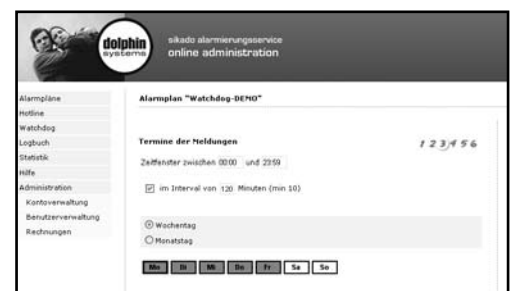 dolphin
systems
sikado alarmierungsservice
online administration
Alarmpläne
Hotline
Watchdog
Logbuch
Statistik
Hilfe
Administration
Kontoverwaltung
Benutzerverwaltung
Rechnungen
Alarmplan "Watchdog-DEMO"
Termine der Meldungen
1 2 3 4 5 6
Zeitfenster zwischen 00:00 und 23:59
im Interval von 120 Minuten (min 10)
Wochentag
Monatstag
Mo Di Mi Do Fr Sa So